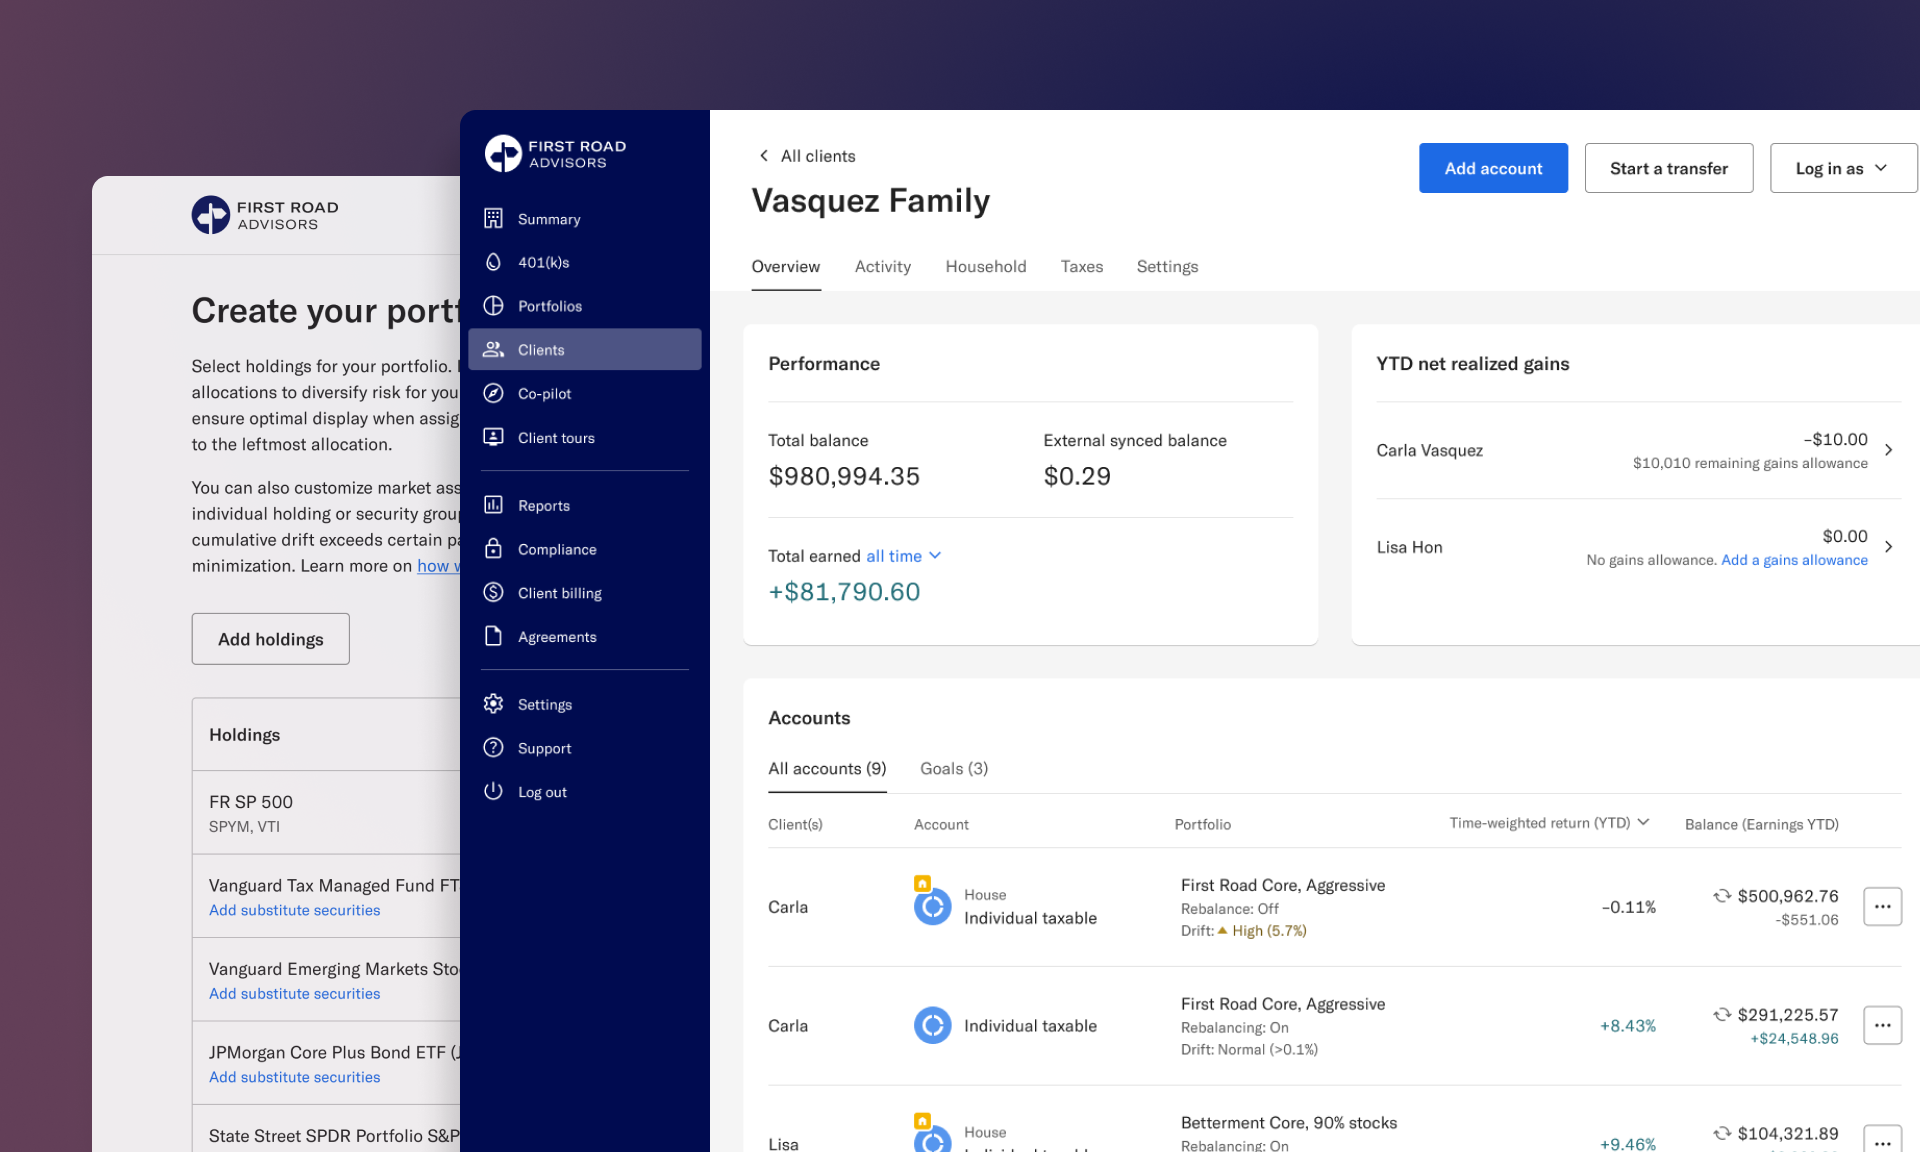 FIRST ROAD
ADVISORS
Create your portf
Select holdings for your portfolio.
allocations to diversify risk for you
ensure optimal display when assig
to the leftmost allocation.
You can also customize market ass
individual holding or security group
cumulative drift exceeds certain pa
minimization. Learn more on how w
Add holdings
Holdings
FR SP 500
SPYM, VTI
Vanguard Tax Managed Fund FT
Add substitute securities
Vanguard Emerging Markets Sto
Add substitute securities
JPMorgan Core Plus Bond ETF (J
Add substitute securities
State Street SPDR Portfolio S&P
FIRST ROAD
ADVISORS
Summary
401(k)s
Portfolios
Clients
Co-pilot
Client tours
Reports
Compliance
Client billing
Agreements
Settings
Support
Log out
All clients
Vasquez Family
Add account
Start a transfer
Log in as
Overview
Activity
Household
Taxes
Settings
Performance
Total balance
$980,994.35
External synced balance
$0.29
Total earned all time
+$81,790.60
YTD net realized gains
Carla Vasquez
-$10.00
$10,010 remaining gains allowance
Lisa Hon
$0.00
No gains allowance. Add a gains allowance
Accounts
All accounts (9)
Goals (3)
Client(s)
Account
Portfolio
Time-weighted return (YTD)
Balance (Earnings YTD)
Carla
House
Individual taxable
First Road Core, Aggressive
Rebalance: Off
Drift: High (5.7%)
-0.11%
$500,962.76
-$551.06
Carla
Individual taxable
First Road Core, Aggressive
Rebalancing: On
Drift: Normal (>0.1%)
+8.43%
$291,225.57
+$24,548.96
Lisa
House
Betterment Core, 90% stocks
Rebalancing: On
+9.46%
$104,321.89